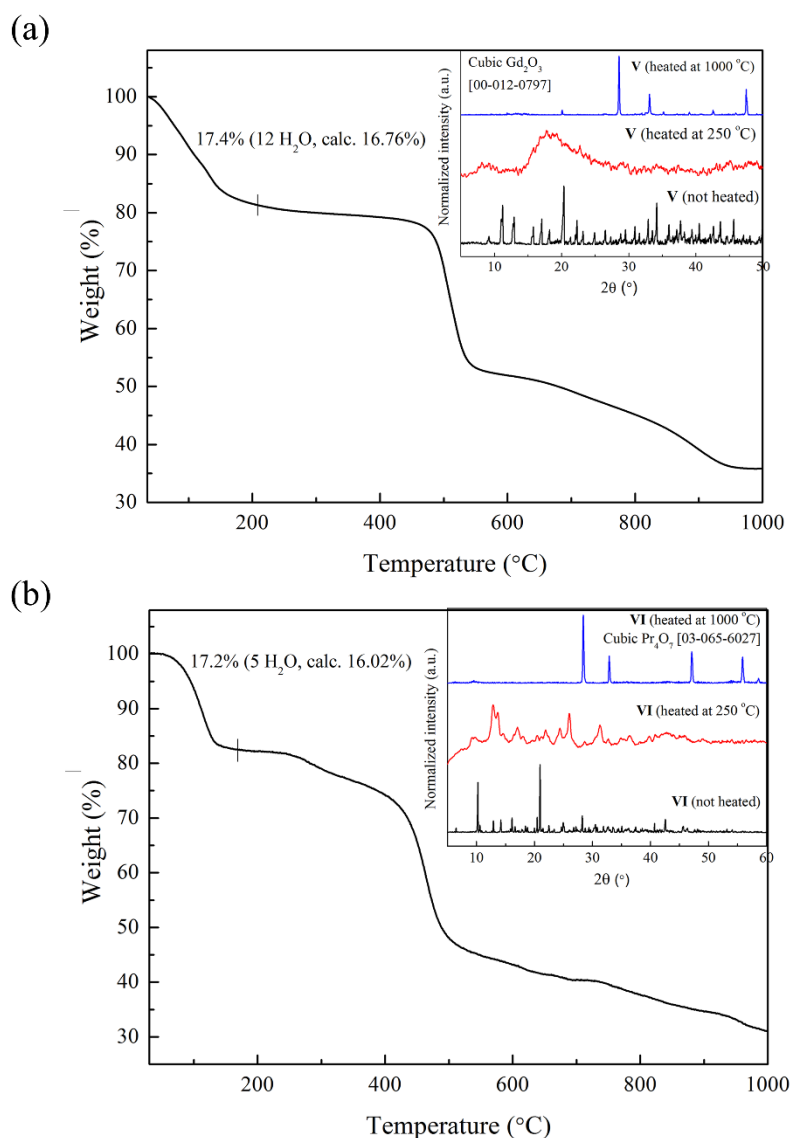 (a)
100
90
80
70
60
50
40
30
Weight (%)
17.4% (12 H₂O, calc. 16.76%)
200
400
600
800
1000
Temperature (°C)
Cubic Gd₂O₃
[00-012-0797]
V (heated at 1000 °C)
V (heated at 250 °C)
V (not heated)
Normalized intensity (a.u.)
10
20
30
40
50
2θ (°)
(b)
100
90
80
70
60
50
40
30
Weight (%)
17.2% (5 H₂O, calc. 16.02%)
200
400
600
800
1000
Temperature (°C)
VI (heated at 1000 °C)
Cubic Pr₄O₇ [03-065-6027]
VI (heated at 250 °C)
VI (not heated)
Normalized intensity (a.u.)
10
20
30
40
50
60
2θ (°)